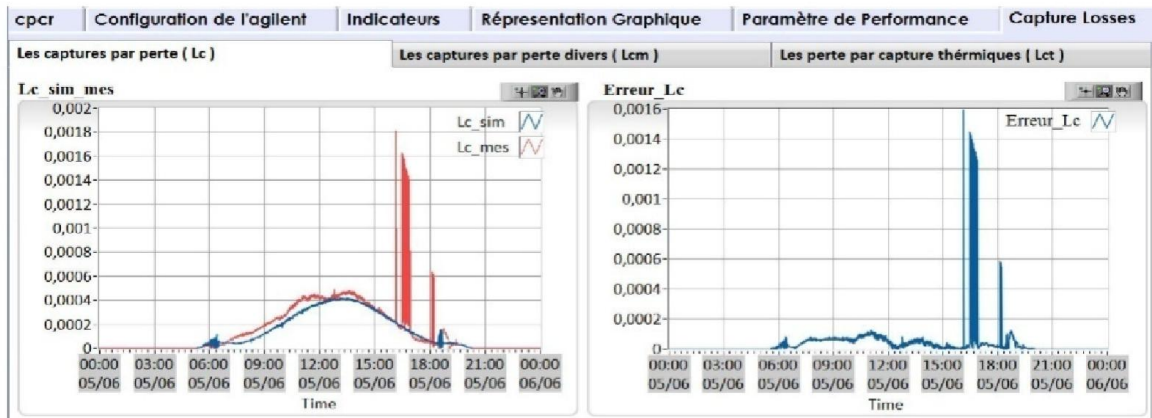 cpcr Configuration de l'agilent Indicateurs Répresentation Graphique Paramètre de Performance Capture Losses
Les captures par perte ( Lc ) Les captures par perte divers ( Lcm ) Les perte par capture thérmiques ( Lct )
Lc_sim_mes
0,002
0,0018
0,0016
0,0014
0,0012
0,001
0,0008
0,0006
0,0004
0,0002
0
Lc_sim
Lc_mes
00:00 03:00 06:00 09:00 12:00 15:00 18:00 21:00 00:00
05/06 05/06 05/06 05/06 05/06 05/06 05/06 05/06 06/06
Time
Erreur_Lc
0,0016
0,0014
0,0012
0,001
0,0008
0,0006
0,0004
0,0002
0
Erreur_Lc
00:00 03:00 06:00 09:00 12:00 15:00 18:00 21:00 00:00
05/06 05/06 05/06 05/06 05/06 05/06 05/06 05/06 06/06
Time